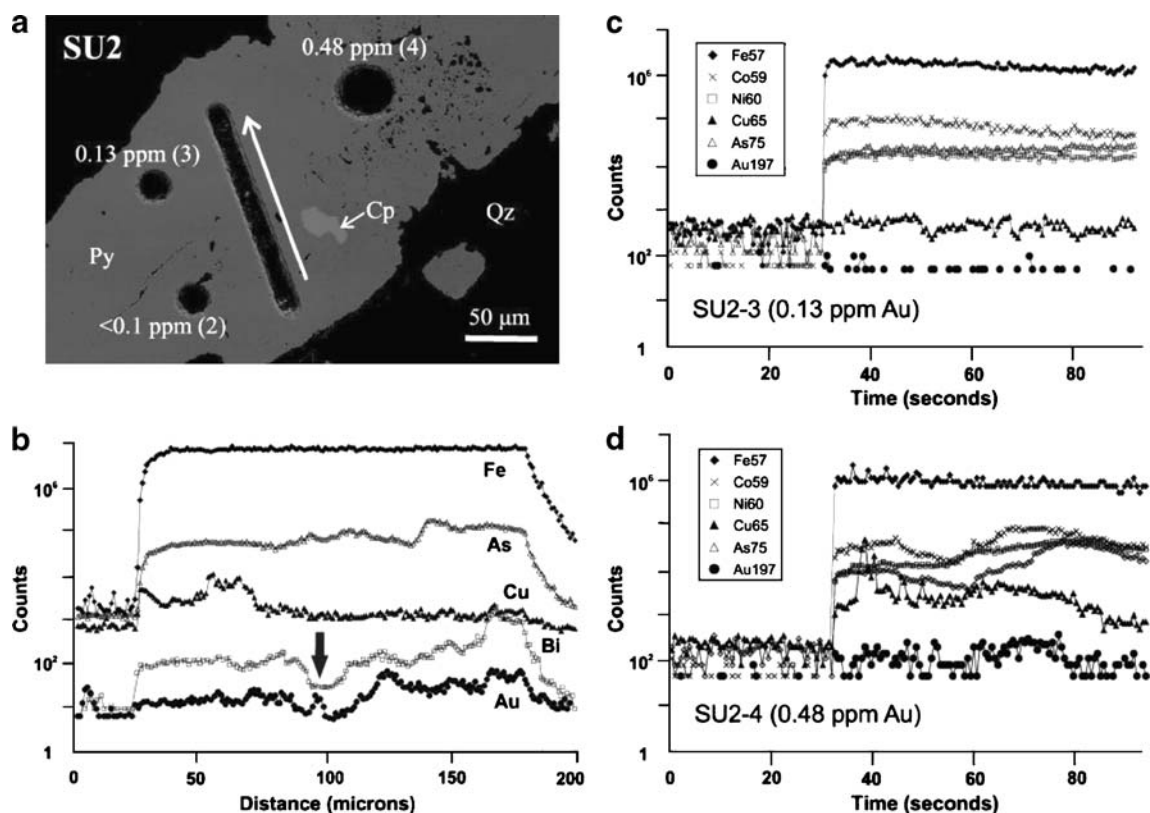 a
SU2
0.48 ppm (4)
0.13 ppm (3)
Cp
Qz
Py
<0.1 ppm (2)
50 µm
b
Fe
10⁶
As
Cu
Counts
10²
Bi
Au
1
0 50 100 150 200
Distance (microns)
c
Fe57
Co59
Ni60
Cu65
As75
Au197
10⁶
Counts
10²
SU2-3 (0.13 ppm Au)
1
0 20 40 60 80
Time (seconds)
d
Fe57
Co59
Ni60
Cu65
As75
Au197
10⁶
Counts
10²
SU2-4 (0.48 ppm Au)
1
0 20 40 60 80
Time (seconds)